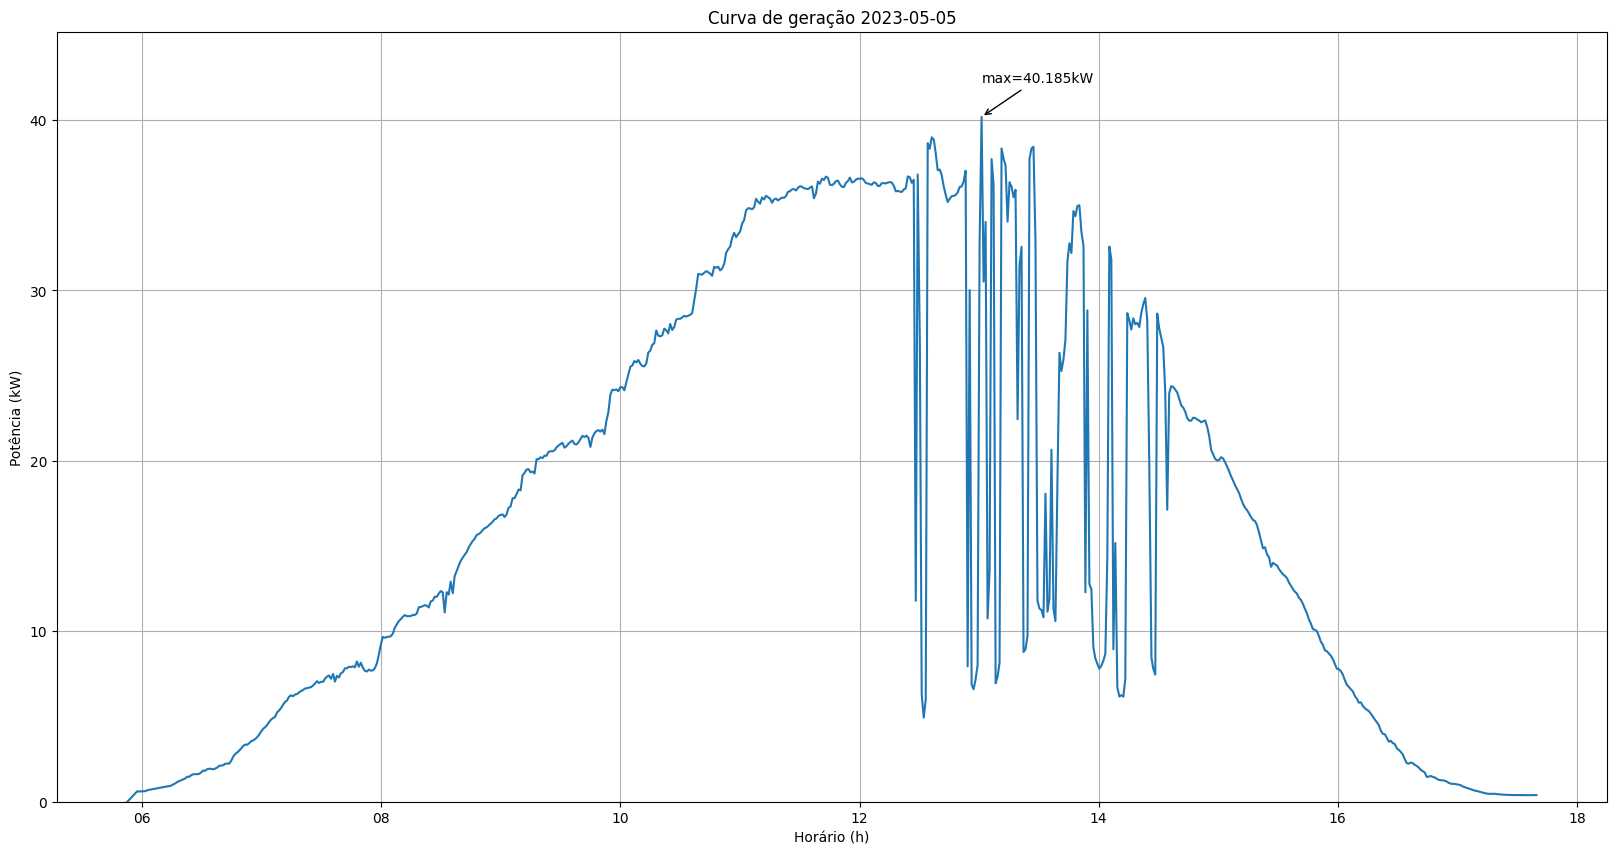 Curva de geração 2023-05-05
max=40.185kW
Potência (kW)
40
30
20
10
0
06 08 10 12 14 16 18
Horário (h)